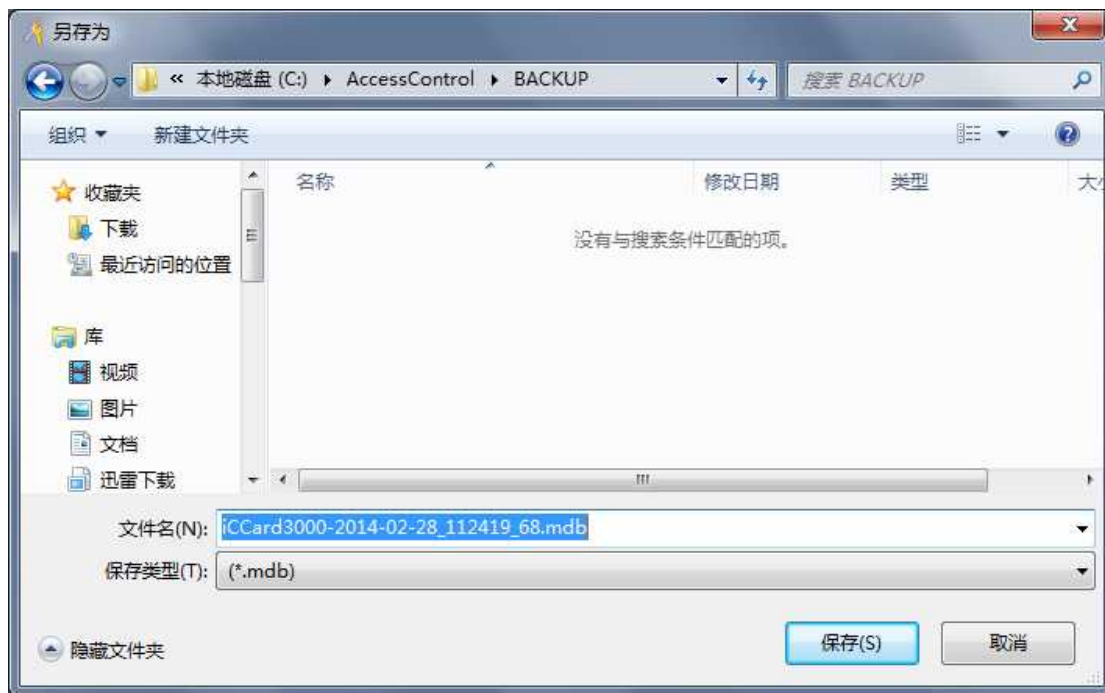 另存为
« 本地磁盘 (C:) AccessControl BACKUP 搜索 BACKUP
组织 新建文件夹
名称 修改日期 类型
没有与搜索条件匹配的项。
收藏夹
下载
最近访问的位置
库
视频
图片
文档
迅雷下载
文件名(N): iCCard3000-2014-02-28_112419_68.mdb
保存类型(T): (*.mdb)
隐藏文件夹 保存(S) 取消